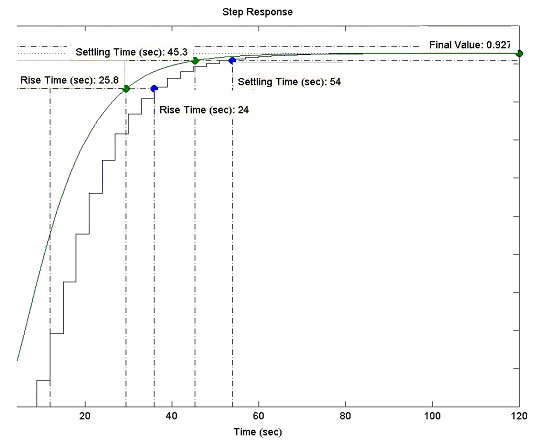 Step Response
Final Value: 0.927
Settling Time (sec): 45.3
Rise Time (sec): 25.8
Settling Time (sec): 54
Rise Time (sec): 24
20 40 60 80 100 120
Time (sec)